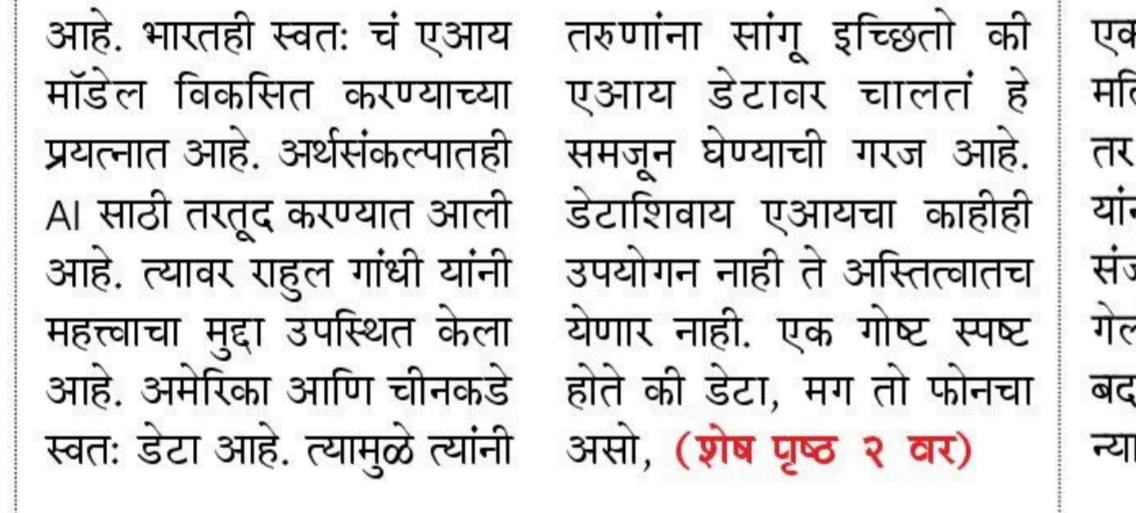 आहे. भारतही स्वतः चं एआय
मॉडेल विकसित करण्याच्या
प्रयत्नात आहे. अर्थसंकल्पातही
AI साठी तरतूद करण्यात आली
आहे. त्यावर राहुल गांधी यांनी
महत्त्वाचा मुद्दा उपस्थित केला
आहे. अमेरिका आणि चीनकडे
स्वतः डेटा आहे. त्यामुळे त्यांनी
तरुणांना सांगू इच्छितो की
एआय डेटावर चालतं हे
समजून घेण्याची गरज आहे.
डेटाशिवाय एआयचा काहीही
उपयोगन नाही ते अस्तित्वातच
येणार नाही. एक गोष्ट स्पष्ट
होते की डेटा, मग तो फोनचा
असो, (शेष पृष्ठ २ वर)
तर